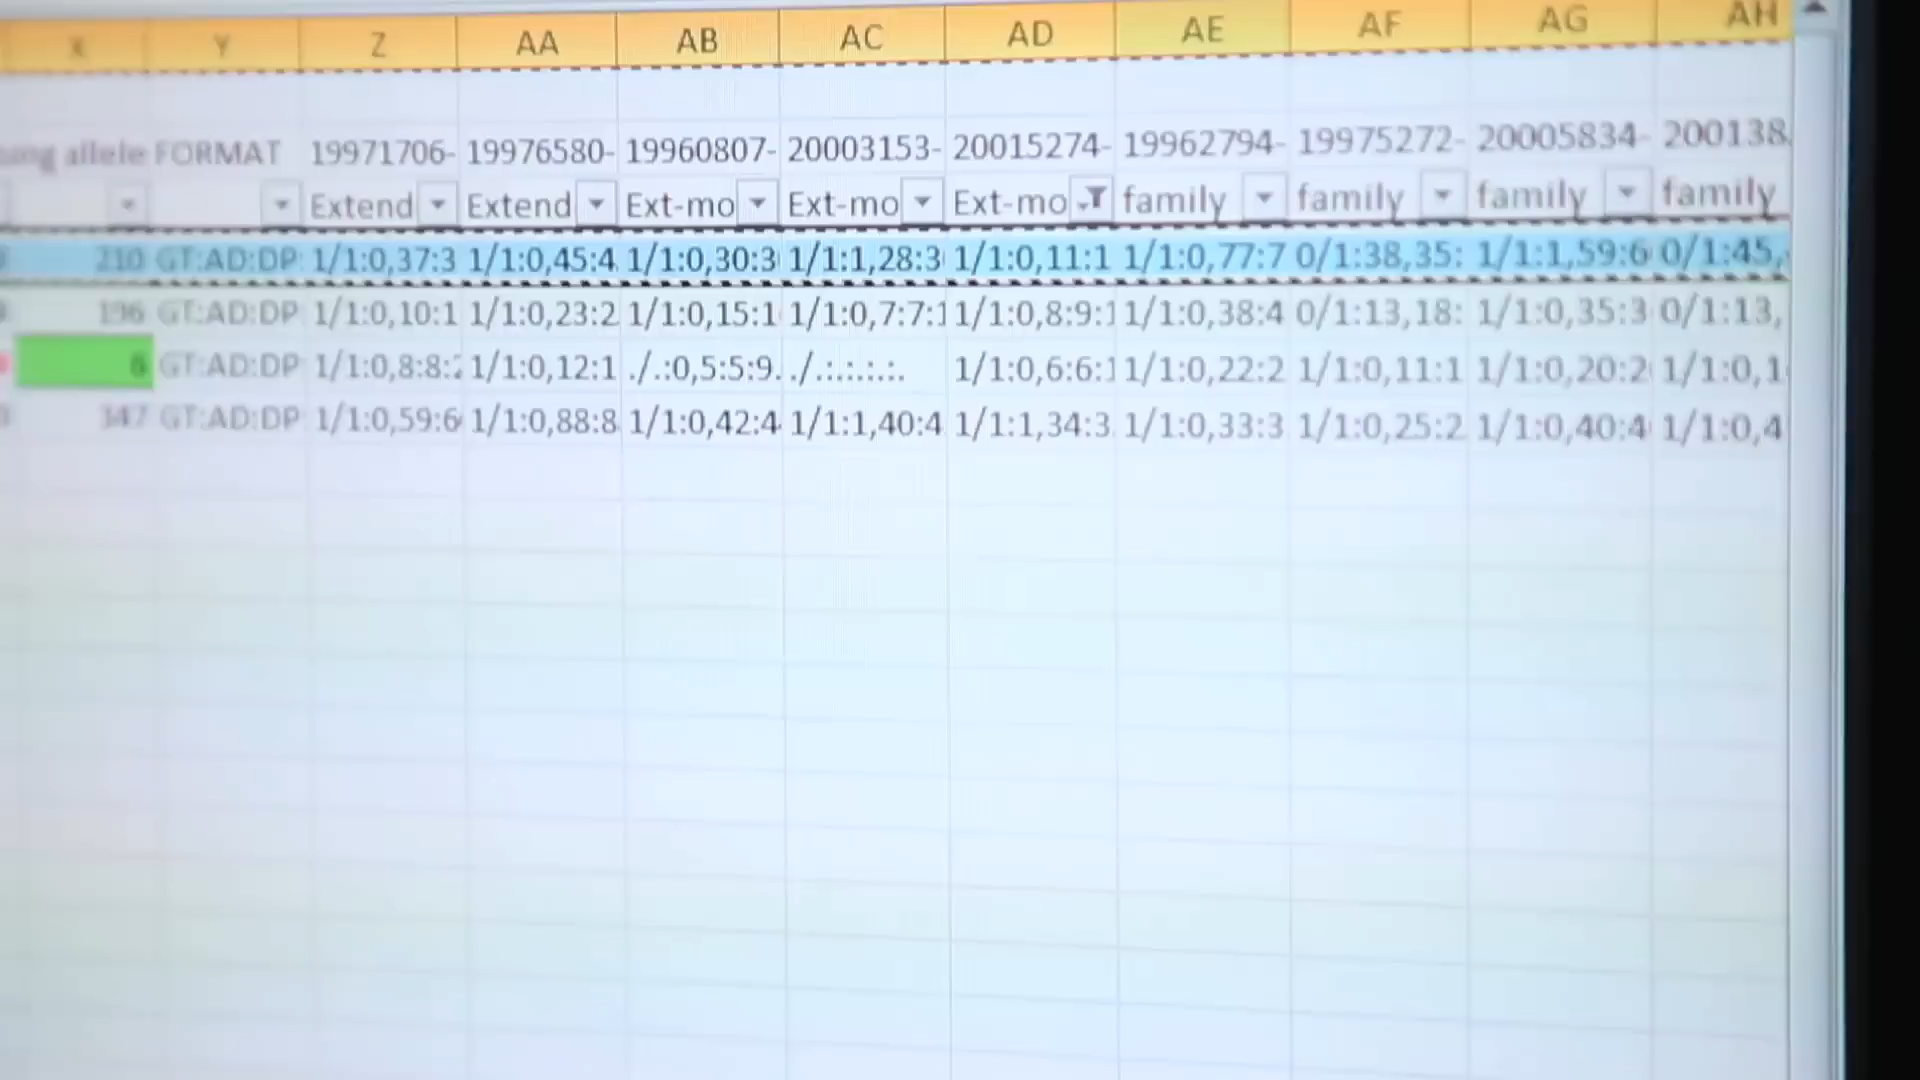 X Y Z AA AB AC AD AE AF AG AH
allele FORMAT 19971706- 19976580- 19960807- 20003153- 20015274- 19962794- 19975272- 20005834- 200138
Extend Extend Ext-mo Ext-mo Ext-mo family family family family
210 GT:AD:DP: 1/1:0,37:3 1/1:0,45:4 1/1:0,30:3 1/1:1,28:3 1/1:0,11:1 1/1:0,77:7 0/1:38,35: 1/1:1,59:6 0/1:45,
196 GT:AD:DP 1/1:0,10:1 1/1:0,23:2 1/1:0,15:1 1/1:0,7:7:1 1/1:0,8:9:1 1/1:0,38:4 0/1:13,18: 1/1:0,35:3 0/1:13,
6 GT:AD:DP 1/1:0,8:8:2 1/1:0,12:1 ./.:0,5:5:9. ./.:.:.:.:. 1/1:0,6:6:1 1/1:0,22:2 1/1:0,11:1 1/1:0,20:2 1/1:0,1
347 GT:AD:DP 1/1:0,59:6 1/1:0,88:8 1/1:0,42:4 1/1:1,40:4 1/1:1,34:3 1/1:0,33:3 1/1:0,25:2 1/1:0,40:4 1/1:0,4